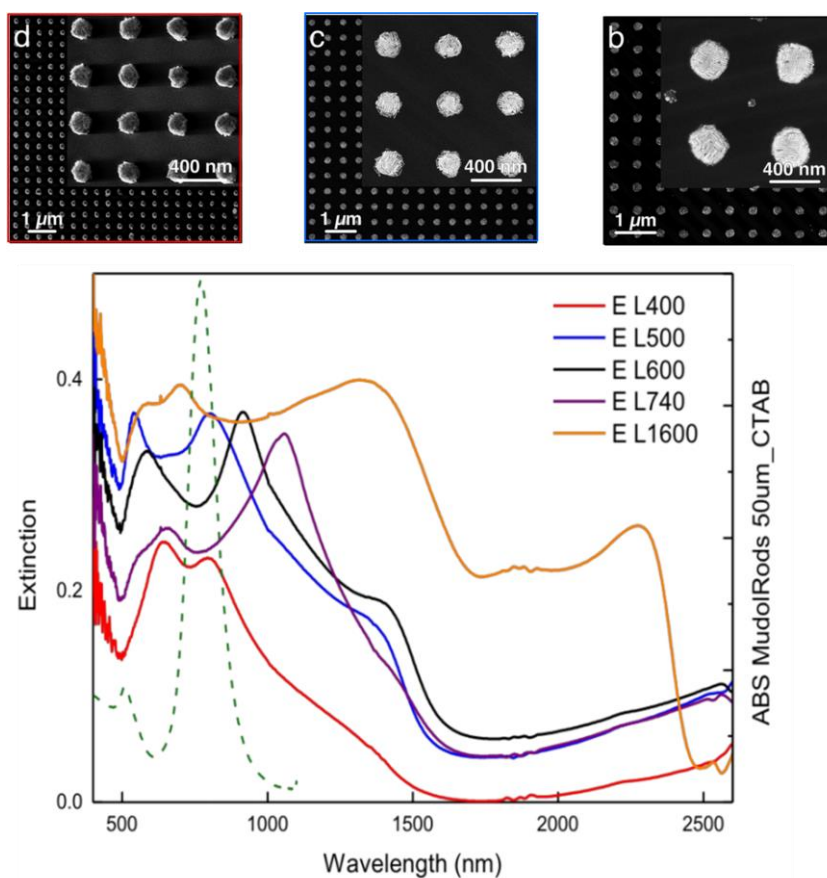 d
400 nm
1 µm
c
400 nm
1 µm
b
400 nm
1 µm
E L400
E L500
E L600
E L740
E L1600
0.4
0.2
0.0
Extinction
ABS MudolRods 50um_CTAB
500
1000
1500
2000
2500
Wavelength (nm)